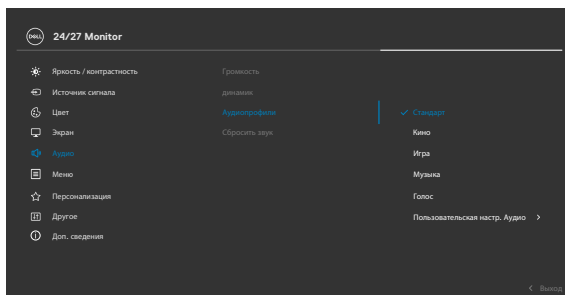 DELL 24/27 Monitor
Яркость / контрастность Громкость
Источник сигнала динамик
Цвет Аудиопрофили Стандарт
Экран Сбросить звук Кино
Аудио Игра
Меню Музыка
Персонализация Голос
Другое Пользовательская настр. Аудио
Доп. сведения
Выход